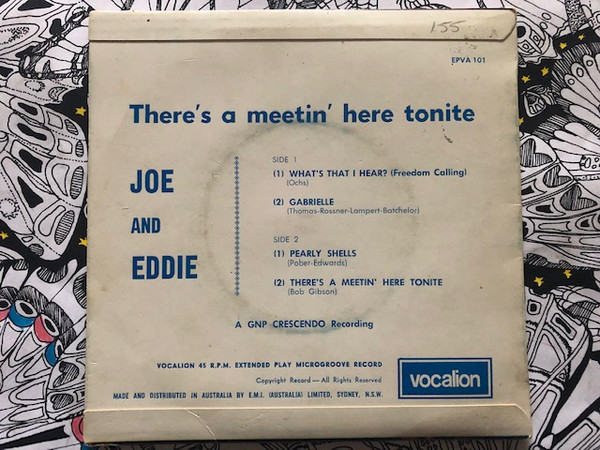 155
EPVA 101
There's a meetin' here tonite
JOE
AND
EDDIE
SIDE 1
(1) WHAT'S THAT I HEAR? (Freedom Calling)
(Ochs)
(2) GABRIELLE
(Thomas-Rossner-Lampert-Batchelor)
SIDE 2
(1) PEARLY SHELLS
(Pober-Edwards)
(2) THERE'S A MEETIN' HERE TONITE
(Bob Gibson)
A GNP CRESCENDO Recording
VOCALION 45 R.P.M. EXTENDED PLAY MICROGROOVE RECORD
Copyright Record — All Rights Reserved
MADE AND DISTRIBUTED IN AUSTRALIA BY E.M.I. (AUSTRALIA) LIMITED, SYDNEY, N.S.W.
vocalion